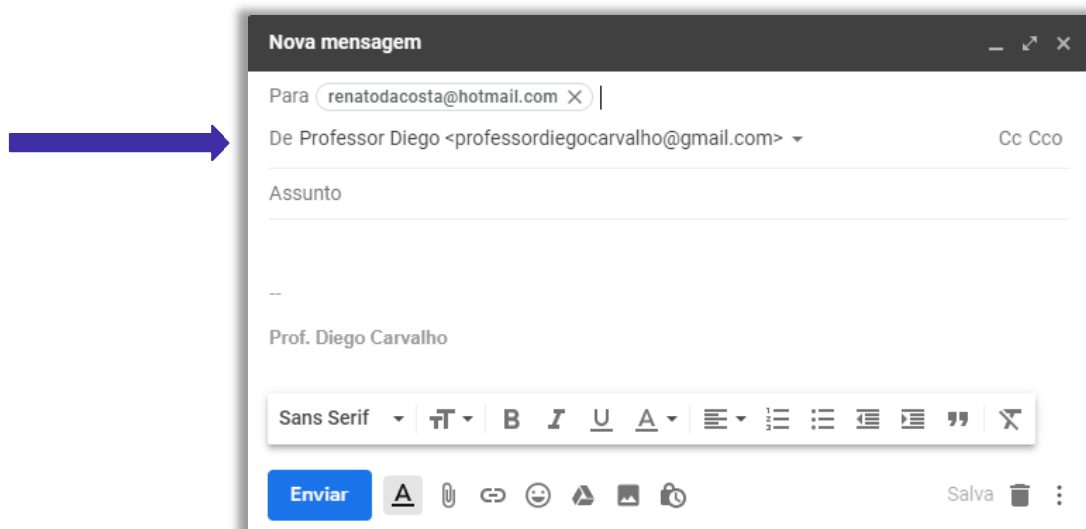 Nova mensagem
Para renatodacosta@hotmail.com
De Professor Diego <professordiegocarvalho@gmail.com> Cc Cco
Assunto
--
Prof. Diego Carvalho
Sans Serif TT B I U A
Enviar A Salva